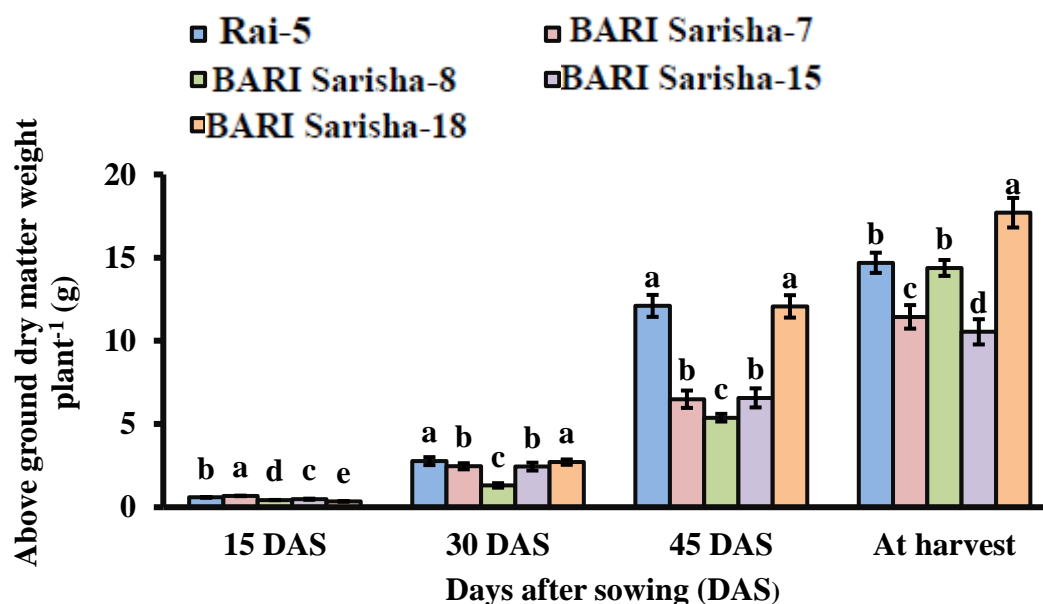 Rai-5 BARI Sarisha-7
BARI Sarisha-8 BARI Sarisha-15
BARI Sarisha-18
Above ground dry matter weight
plant-1 (g)
20
15
10
5
0
b a d c e
a b c b a
a b c b a
b c b d a
15 DAS 30 DAS 45 DAS At harvest
Days after sowing (DAS)